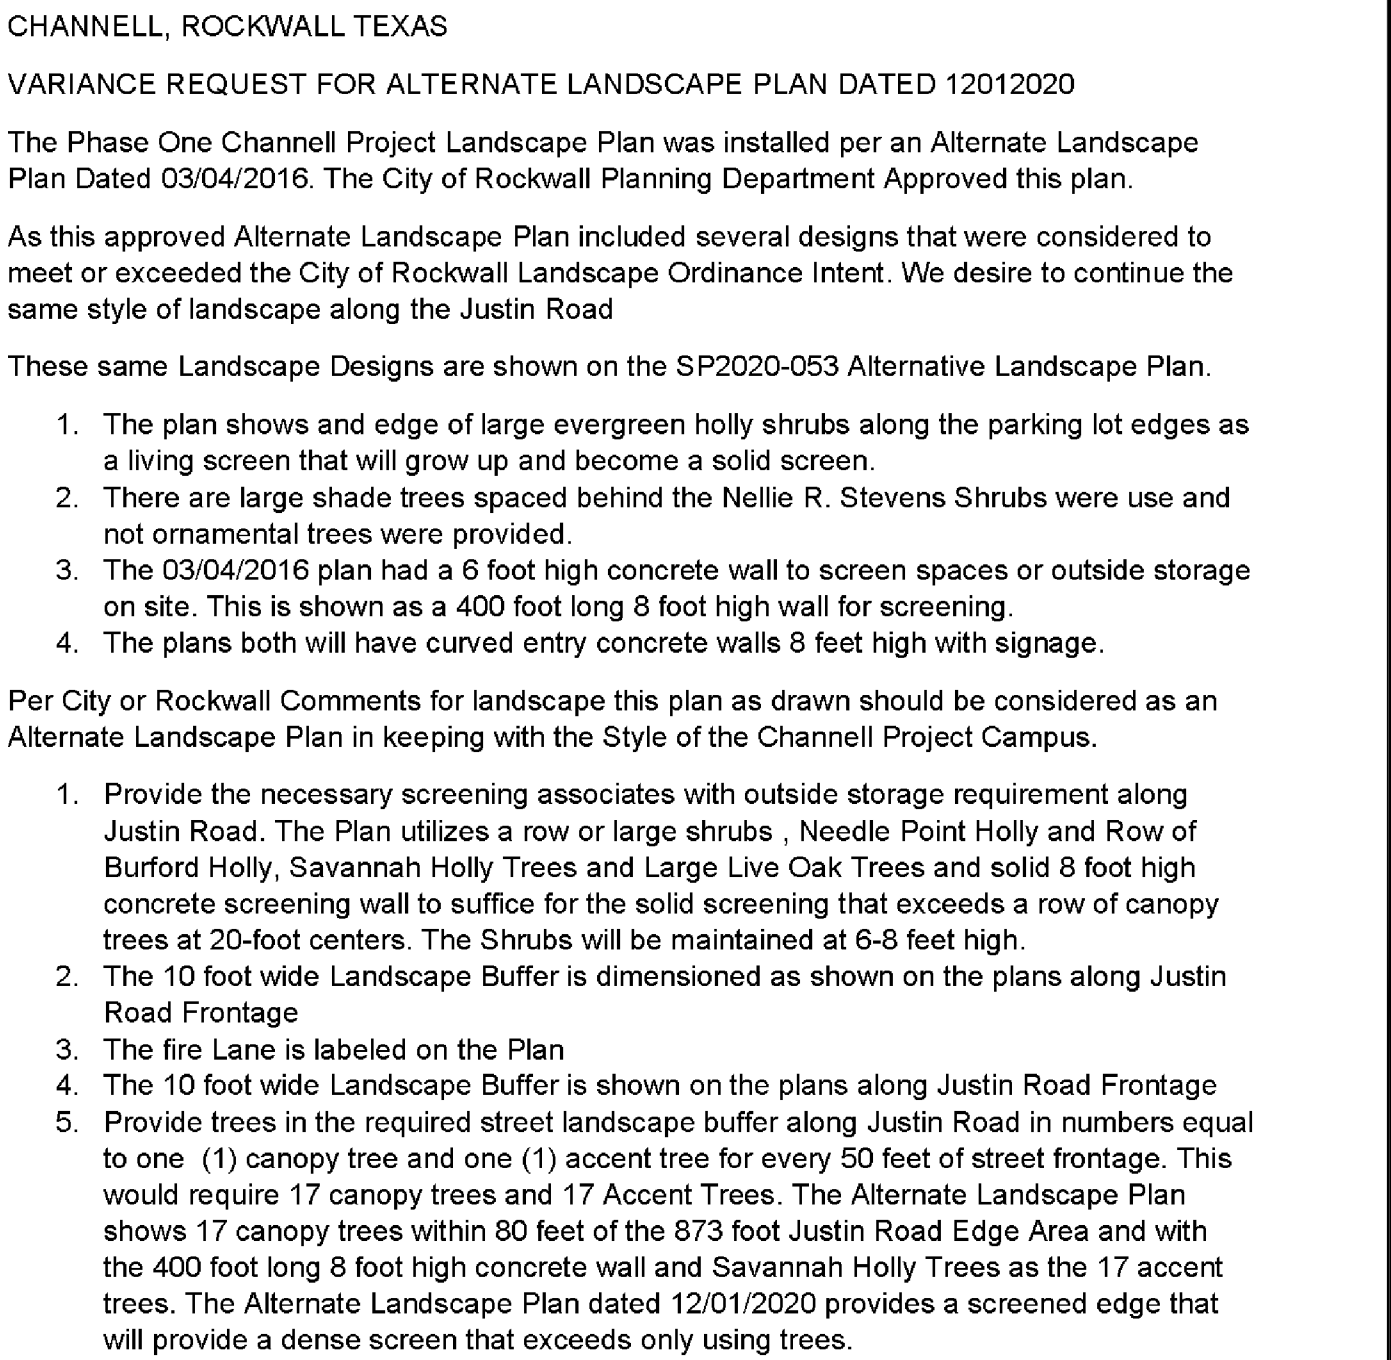 CHANNELL, ROCKWALL TEXAS
VARIANCE REQUEST FOR ALTERNATE LANDSCAPE PLAN DATED 12012020
The Phase One Channell Project Landscape Plan was installed per an Alternate Landscape
Plan Dated 03/04/2016. The City of Rockwall Planning Department Approved this plan.
As this approved Alternate Landscape Plan included several designs that were considered to
meet or exceeded the City of Rockwall Landscape Ordinance Intent. We desire to continue the
same style of landscape along the Justin Road
These same Landscape Designs are shown on the SP2020-053 Alternative Landscape Plan.
1. The plan shows and edge of large evergreen holly shrubs along the parking lot edges as
a living screen that will grow up and become a solid screen.
2. There are large shade trees spaced behind the Nellie R. Stevens Shrubs were use and
not ornamental trees were provided.
3. The 03/04/2016 plan had a 6 foot high concrete wall to screen spaces or outside storage
on site. This is shown as a 400 foot long 8 foot high wall for screening.
4. The plans both will have curved entry concrete walls 8 feet high with signage.
Per City or Rockwall Comments for landscape this plan as drawn should be considered as an
Alternate Landscape Plan in keeping with the Style of the Channell Project Campus.
1. Provide the necessary screening associates with outside storage requirement along
Justin Road. The Plan utilizes a row or large shrubs , Needle Point Holly and Row of
Burford Holly, Savannah Holly Trees and Large Live Oak Trees and solid 8 foot high
concrete screening wall to suffice for the solid screening that exceeds a row of canopy
trees at 20-foot centers. The Shrubs will be maintained at 6-8 feet high.
2. The 10 foot wide Landscape Buffer is dimensioned as shown on the plans along Justin
Road Frontage
3. The fire Lane is labeled on the Plan
4. The 10 foot wide Landscape Buffer is shown on the plans along Justin Road Frontage
5. Provide trees in the required street landscape buffer along Justin Road in numbers equal
to one  (1) canopy tree and one (1) accent tree for every 50 feet of street frontage. This
would require 17 canopy trees and 17 Accent Trees. The Alternate Landscape Plan
shows 17 canopy trees within 80 feet of the 873 foot Justin Road Edge Area and with
the 400 foot long 8 foot high concrete wall and Savannah Holly Trees as the 17 accent
trees. The Alternate Landscape Plan dated 12/01/2020 provides a screened edge that
will provide a dense screen that exceeds only using trees.